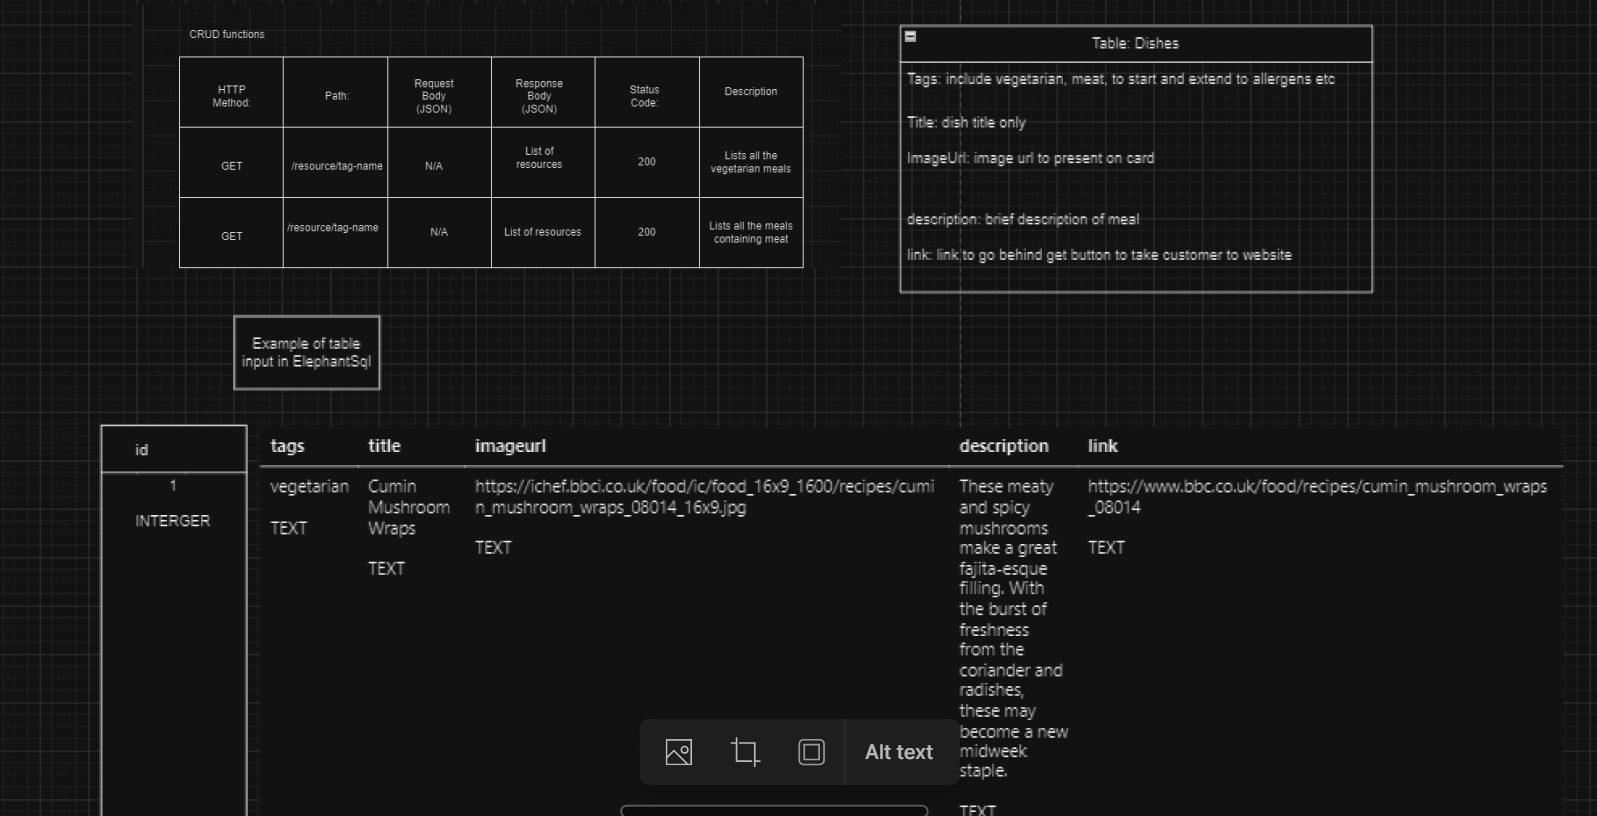 CRUD functions
HTTP
Method:
Path:
Request
Body
(JSON)
Response
Body
(JSON)
Status
Code:
Description
GET
/resource/tag-name
N/A
List of
resources
200
Lists all the
vegetarian meals
GET
/resource/tag-name
N/A
List of resources
200
Lists all the meals
containing meat
Table: Dishes
Tags: include vegetarian, meat, to start and extend to allergens etc
Title: dish title only
ImageUrl: image url to present on card
description: brief description of meal
link: link to go behind get button to take customer to website
Example of table
input in ElephantSql
id
1
INTERGER
tags
vegetarian
TEXT
title
Cumin
Mushroom
Wraps
TEXT
imageurl
https://ichef.bbci.co.uk/food/ic/food_16x9_1600/recipes/cumi
n_mushroom_wraps_08014_16x9.jpg
TEXT
description
These meaty
and spicy
mushrooms
make a great
fajita-esque
filling. With
the burst of
freshness
from the
coriander and
radishes,
these may
become a new
midweek
staple.
TEXT
link
https://www.bbc.co.uk/food/recipes/cumin_mushroom_wraps
_08014
TEXT
Alt text